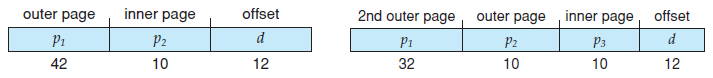 outer page inner page offset
p1 p2 d
42 10 12
2nd outer page outer page inner page offset
p1 p2 p3 d
32 10 10 12